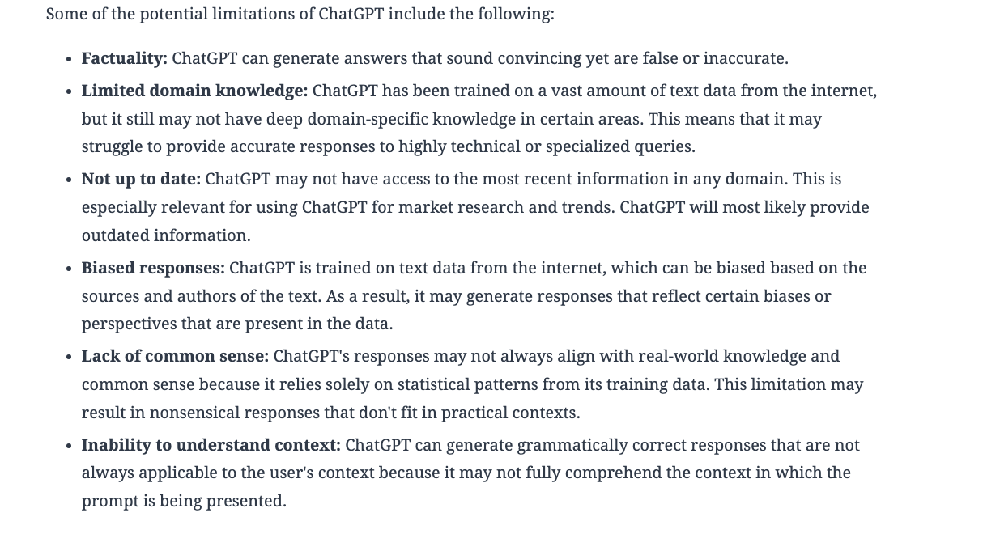 Some of the potential limitations of ChatGPT include the following:
• Factuality: ChatGPT can generate answers that sound convincing yet are false or inaccurate.
• Limited domain knowledge: ChatGPT has been trained on a vast amount of text data from the internet,
but it still may not have deep domain-specific knowledge in certain areas. This means that it may
struggle to provide accurate responses to highly technical or specialized queries.
• Not up to date: ChatGPT may not have access to the most recent information in any domain. This is
especially relevant for using ChatGPT for market research and trends. ChatGPT will most likely provide
outdated information.
• Biased responses: ChatGPT is trained on text data from the internet, which can be biased based on the
sources and authors of the text. As a result, it may generate responses that reflect certain biases or
perspectives that are present in the data.
• Lack of common sense: ChatGPT's responses may not always align with real-world knowledge and
common sense because it relies solely on statistical patterns from its training data. This limitation may
result in nonsensical responses that don't fit in practical contexts.
• Inability to understand context: ChatGPT can generate grammatically correct responses that are not
always applicable to the user's context because it may not fully comprehend the context in which the
prompt is being presented.